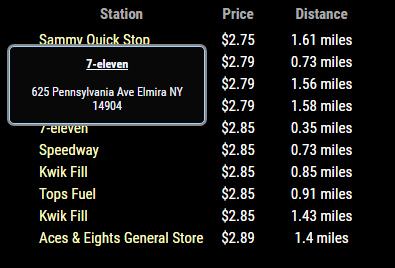 Station Price Distance
Sammy Quick Stop $2.75 1.61 miles
$2.79 0.73 miles
$2.79 1.56 miles
$2.79 1.58 miles
7-eleven
625 Pennsylvania Ave Elmira NY
14904
7-eleven $2.85 0.35 miles
Speedway $2.85 0.73 miles
Kwik Fill $2.85 0.85 miles
Tops Fuel $2.85 0.91 miles
Kwik Fill $2.85 1.43 miles
Aces & Eights General Store $2.89 1.4 miles